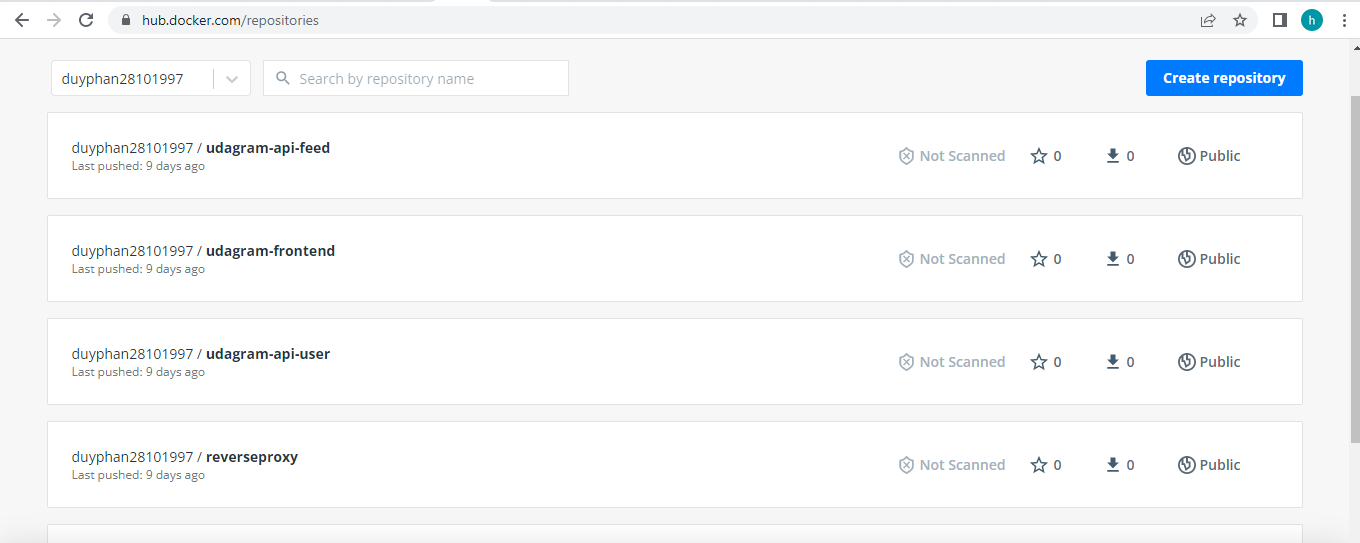 hub.docker.com/repositories
h
duyphan28101997
Search by repository name
Create repository
duyphan28101997 / udagram-api-feed
Last pushed: 9 days ago
Not Scanned
0
0
Public
duyphan28101997 / udagram-frontend
Last pushed: 9 days ago
Not Scanned
0
0
Public
duyphan28101997 / udagram-api-user
Last pushed: 9 days ago
Not Scanned
0
0
Public
duyphan28101997 / reverseproxy
Last pushed: 9 days ago
Not Scanned
0
0
Public